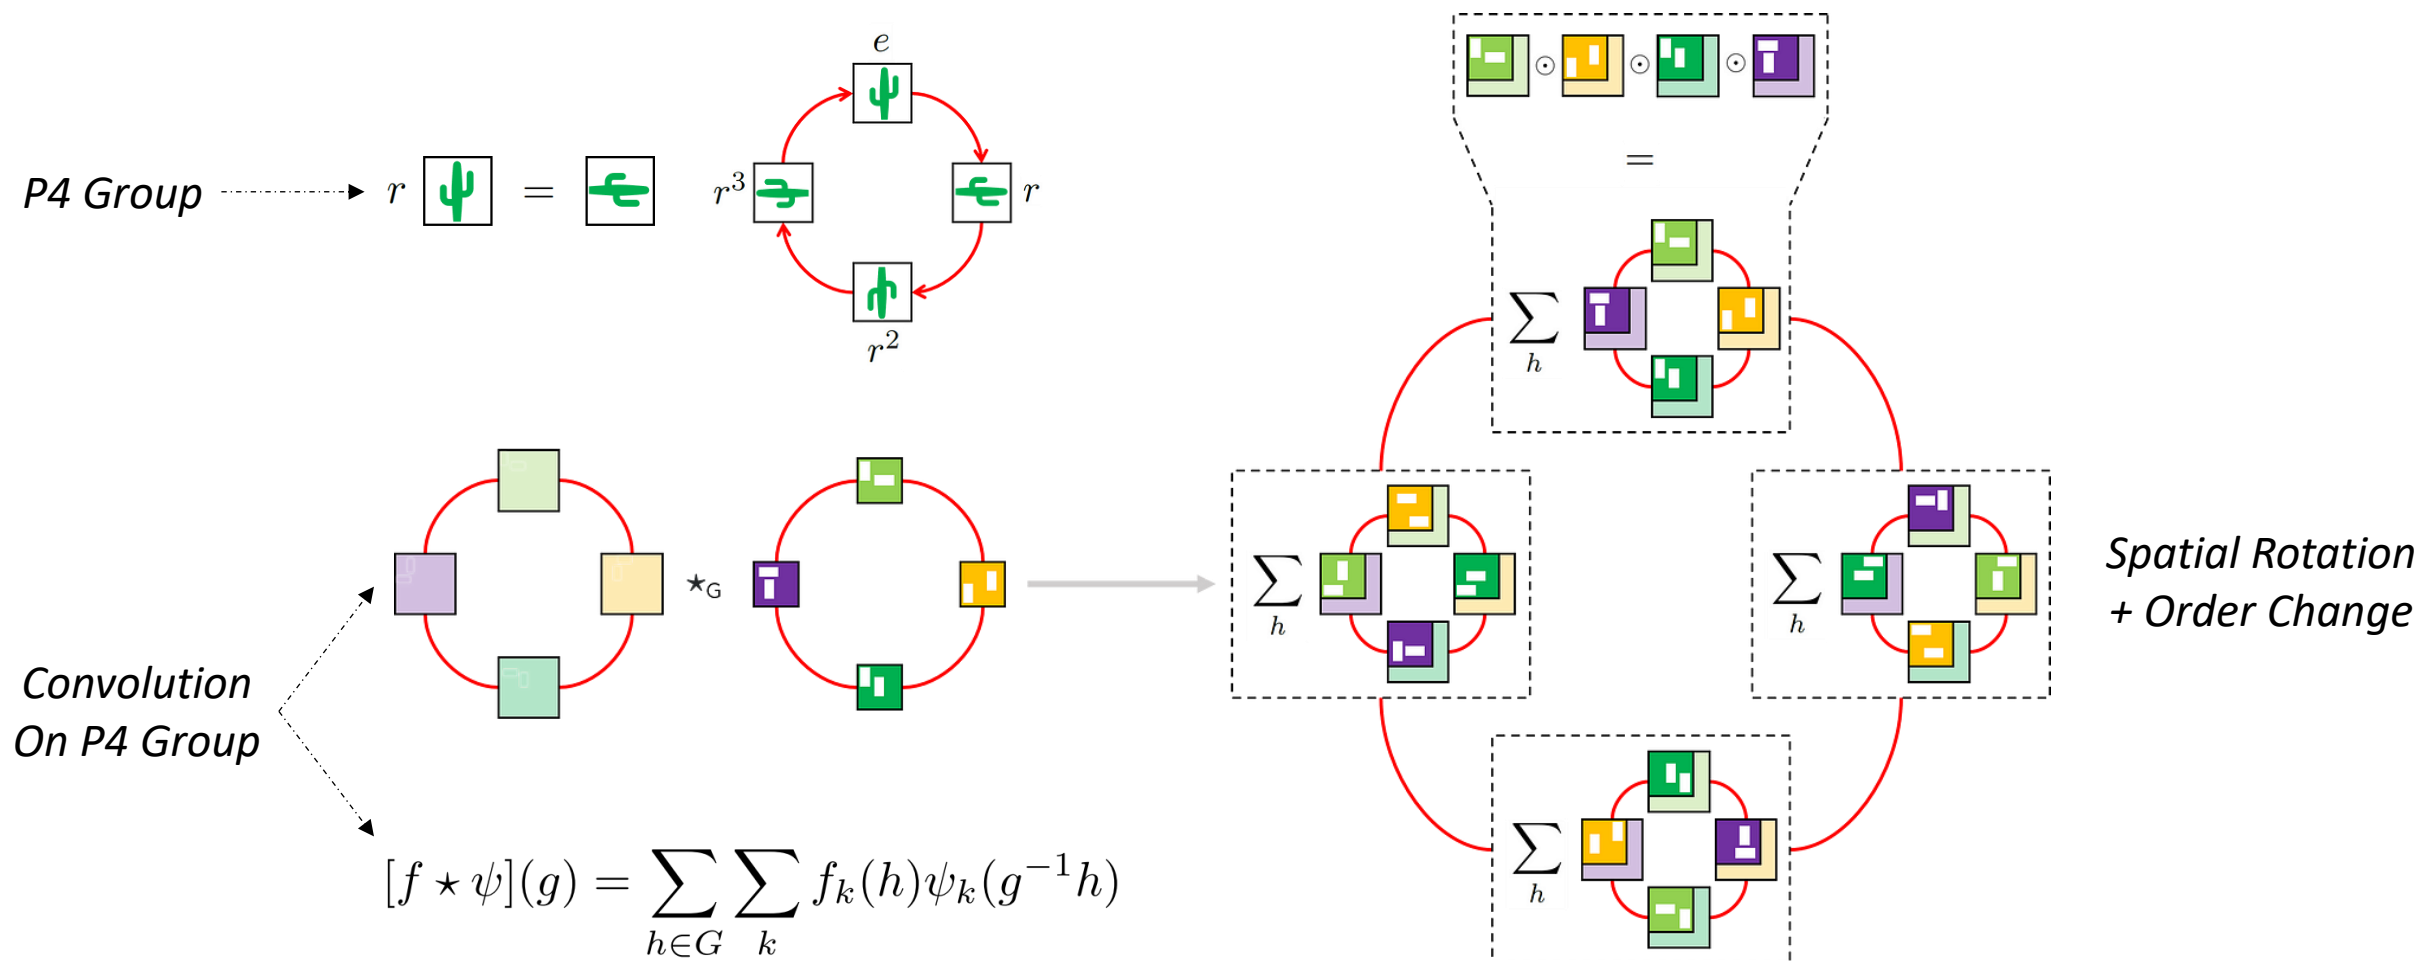 P4 Group
r
=
e
r
r²
r³
Convolution
On P4 Group
⋆G
[f ⋆ ψ](g) = ∑h∈G ∑k fk(h)ψk(g⁻¹h)
⊙ ⊙ ⊙
=
∑h
∑h
∑h
∑h
Spatial Rotation
+ Order Change